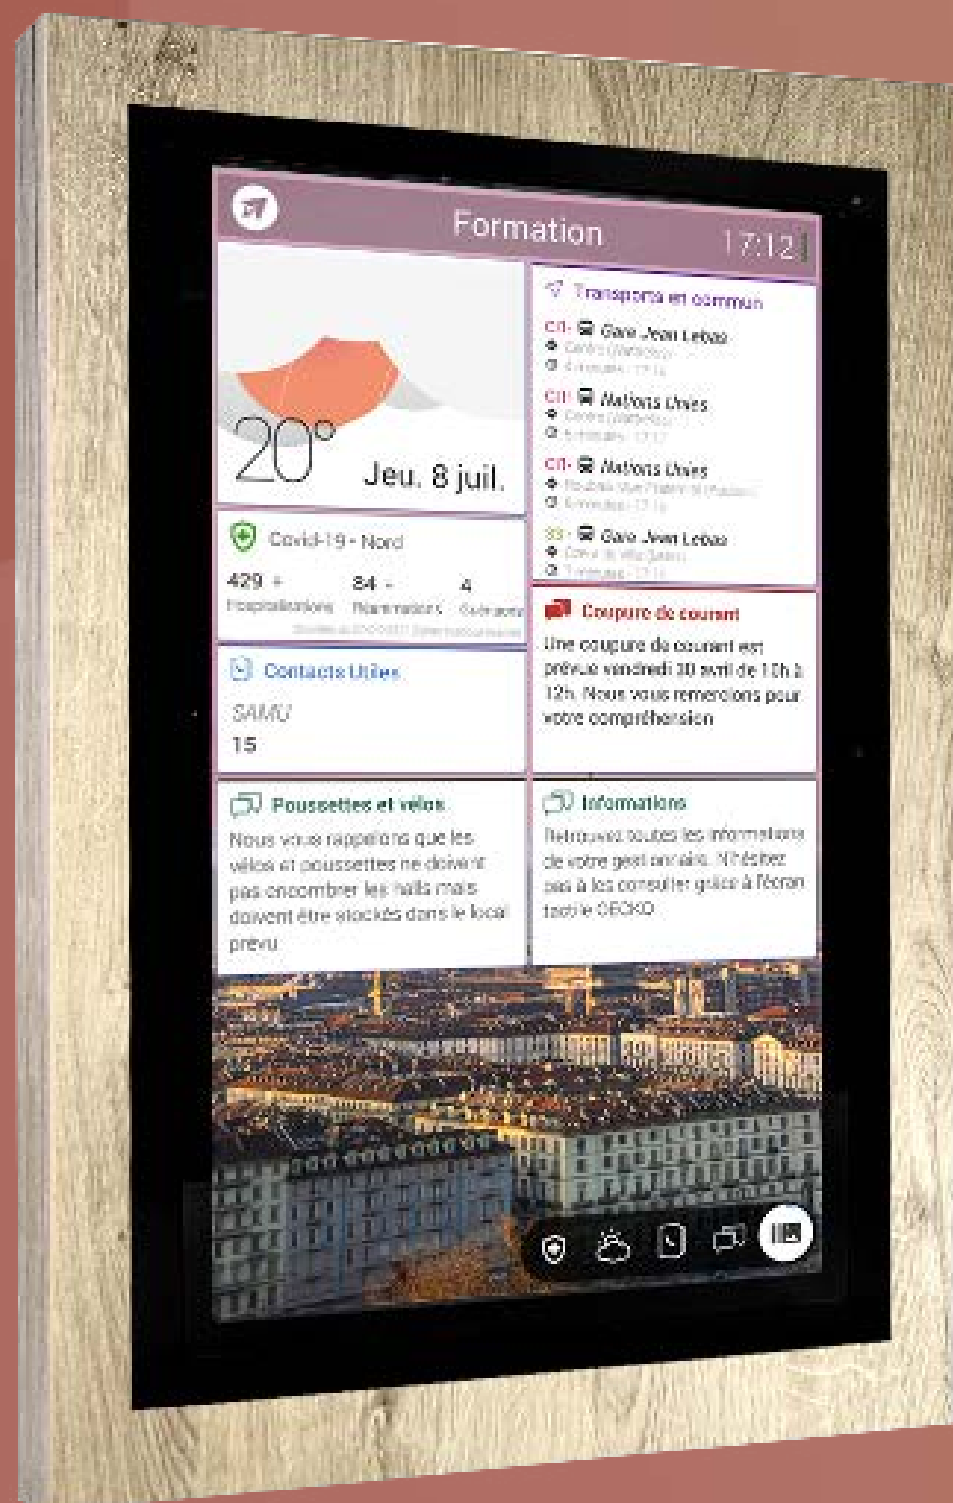 Formation
17:12
20°
Jeu. 8 juil.
Covid-19 - Nord
429 +
84 -
4
Hospitalisations
Réanimations
Contacts Utiles
SAMU
15
Poussettes et vélos
Nous vous rappelons que les
vélos et poussettes ne doivent
pas encombrer les halls mais
doivent être stockés dans le local
prévu
Transports en commun
Gare Jean Lebas
Nations Unies
Nations Unies
Gare Jean Lebas
Coupure de courant
Une coupure de courant est
prévue vendredi 30 avril de 10h à
12h. Nous vous remercions pour
votre compréhension
Informations
Retrouvez toutes les informations
de votre gestionnaire. N'hésitez
pas à les consulter grâce à l'écran
tactile GECKO